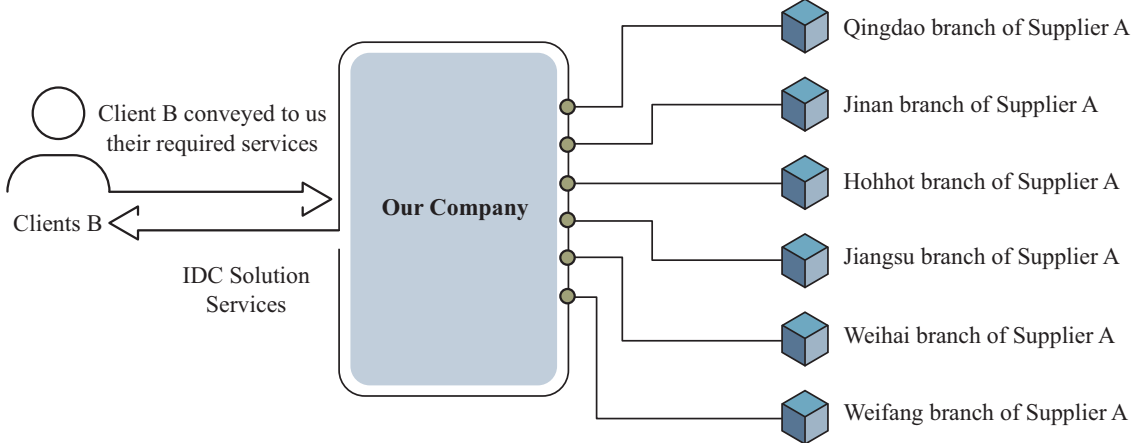 Client B conveyed to us
their required services
Clients B
IDC Solution
Services
Our Company
Qingdao branch of Supplier A
Jinan branch of Supplier A
Hohhot branch of Supplier A
Jiangsu branch of Supplier A
Weihai branch of Supplier A
Weifang branch of Supplier A